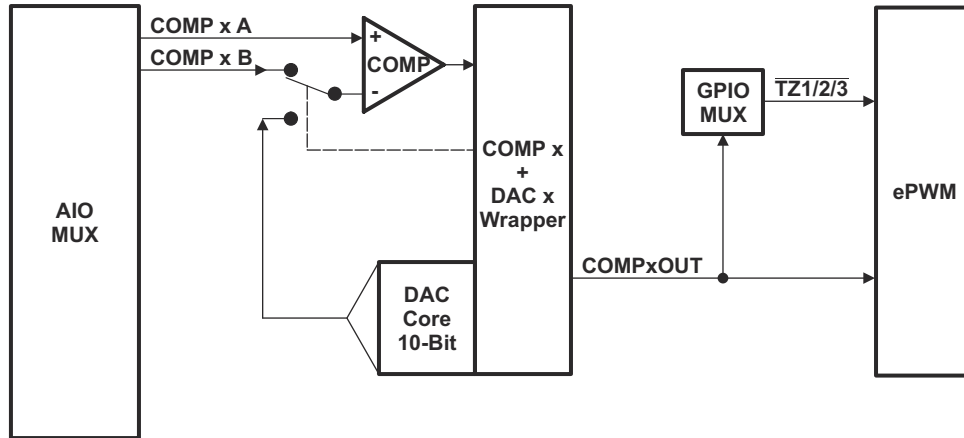 COMP x A
COMP x B
+
COMP
-
AIO
MUX
COMP x
+
DAC x
Wrapper
DAC
Core
10-Bit
COMPxOUT
GPIO
MUX
TZ1/2/3
ePWM